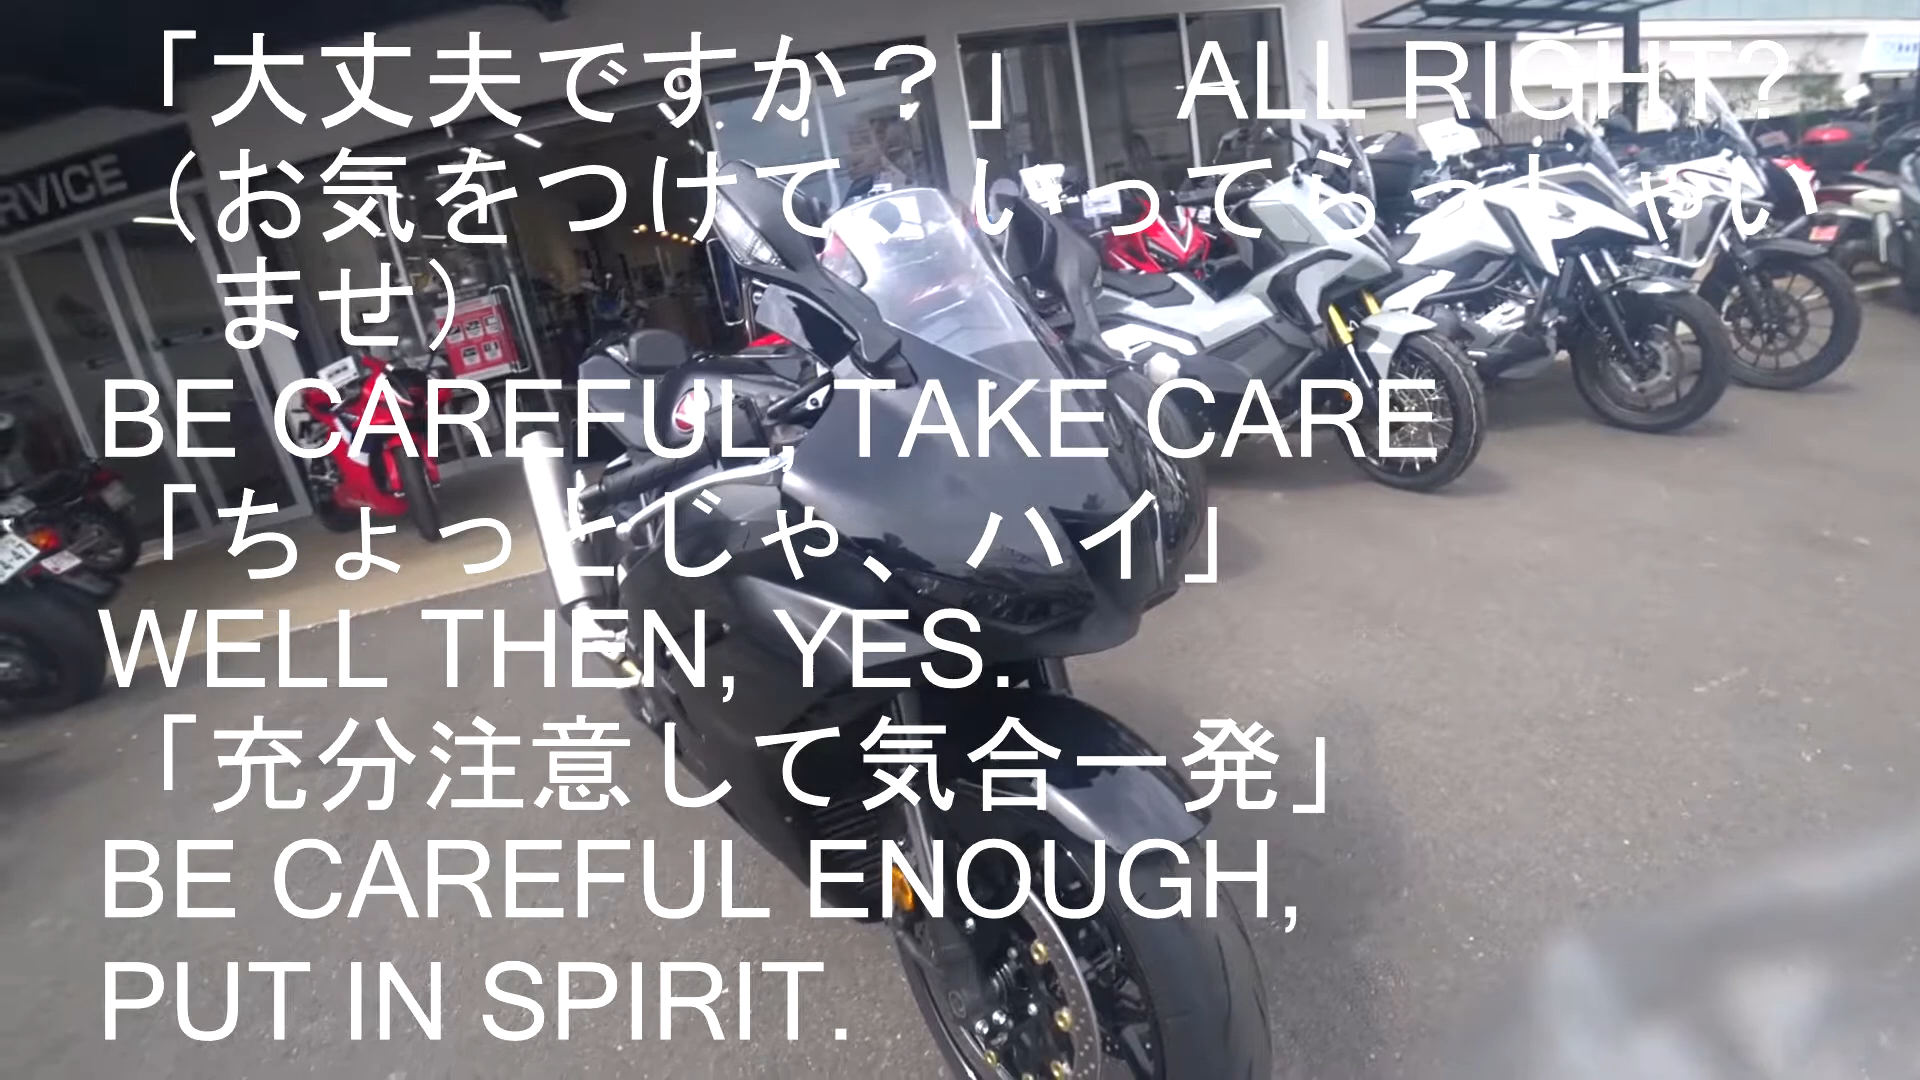 「大丈夫ですか？」　ALL RIGHT?
（お気をつけて、いってらっしゃい
ませ）
BE CAREFUL, TAKE CARE
「ちょっとじゃ、ハイ」
WELL THEN, YES.
「充分注意して気合一発」
BE CAREFUL ENOUGH,
PUT IN SPIRIT.
RVICE